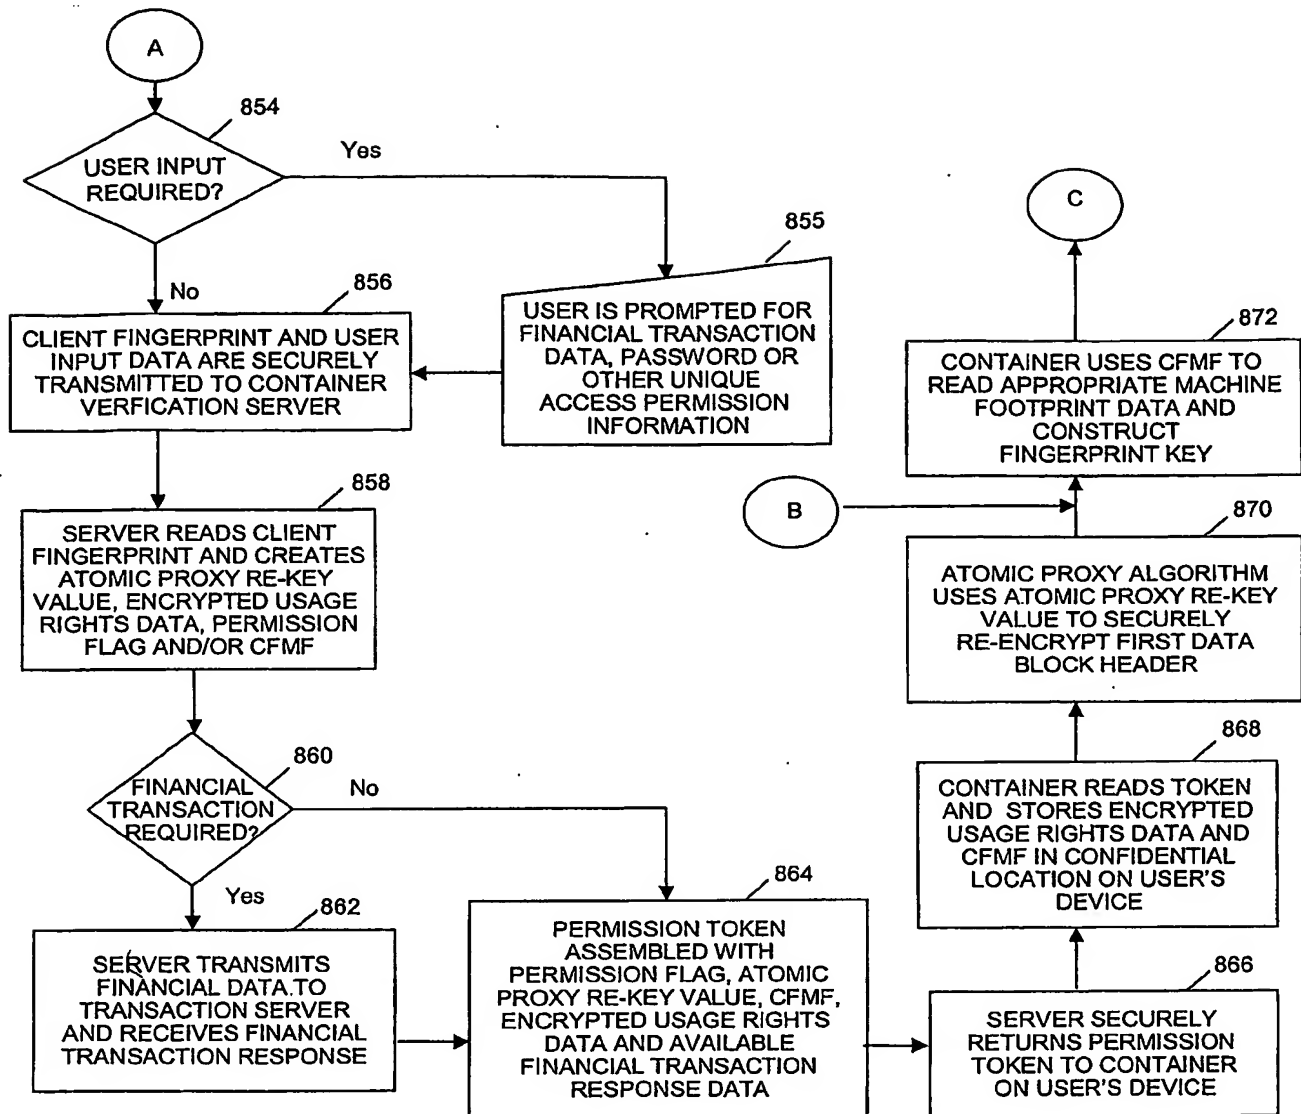 A
854
USER INPUT
REQUIRED?
Yes
No
855
USER IS PROMPTED FOR
FINANCIAL TRANSACTION
DATA, PASSWORD OR
OTHER UNIQUE
ACCESS PERMISSION
INFORMATION
856
CLIENT FINGERPRINT AND USER
INPUT DATA ARE SECURELY
TRANSMITTED TO CONTAINER
VERFICATION SERVER
858
SERVER READS CLIENT
FINGERPRINT AND CREATES
ATOMIC PROXY RE-KEY
VALUE, ENCRYPTED USAGE
RIGHTS DATA, PERMISSION
FLAG AND/OR CFMF
860
FINANCIAL
TRANSACTION
REQUIRED?
No
Yes
862
SERVER TRANSMITS
FINANCIAL DATA TO
TRANSACTION SERVER
AND RECEIVES FINANCIAL
TRANSACTION RESPONSE
864
PERMISSION TOKEN
ASSEMBLED WITH
PERMISSION FLAG, ATOMIC
PROXY RE-KEY VALUE, CFMF,
ENCRYPTED USAGE RIGHTS
DATA AND AVAILABLE
FINANCIAL TRANSACTION
RESPONSE DATA
866
SERVER SECURELY
RETURNS PERMISSION
TOKEN TO CONTAINER
ON USER'S DEVICE
868
CONTAINER READS TOKEN
AND STORES ENCRYPTED
USAGE RIGHTS DATA AND
CFMF IN CONFIDENTIAL
LOCATION ON USER'S
DEVICE
870
ATOMIC PROXY ALGORITHM
USES ATOMIC PROXY RE-KEY
VALUE TO SECURELY
RE-ENCRYPT FIRST DATA
BLOCK HEADER
B
872
CONTAINER USES CFMF TO
READ APPROPRIATE MACHINE
FOOTPRINT DATA AND
CONSTRUCT
FINGERPRINT KEY
C